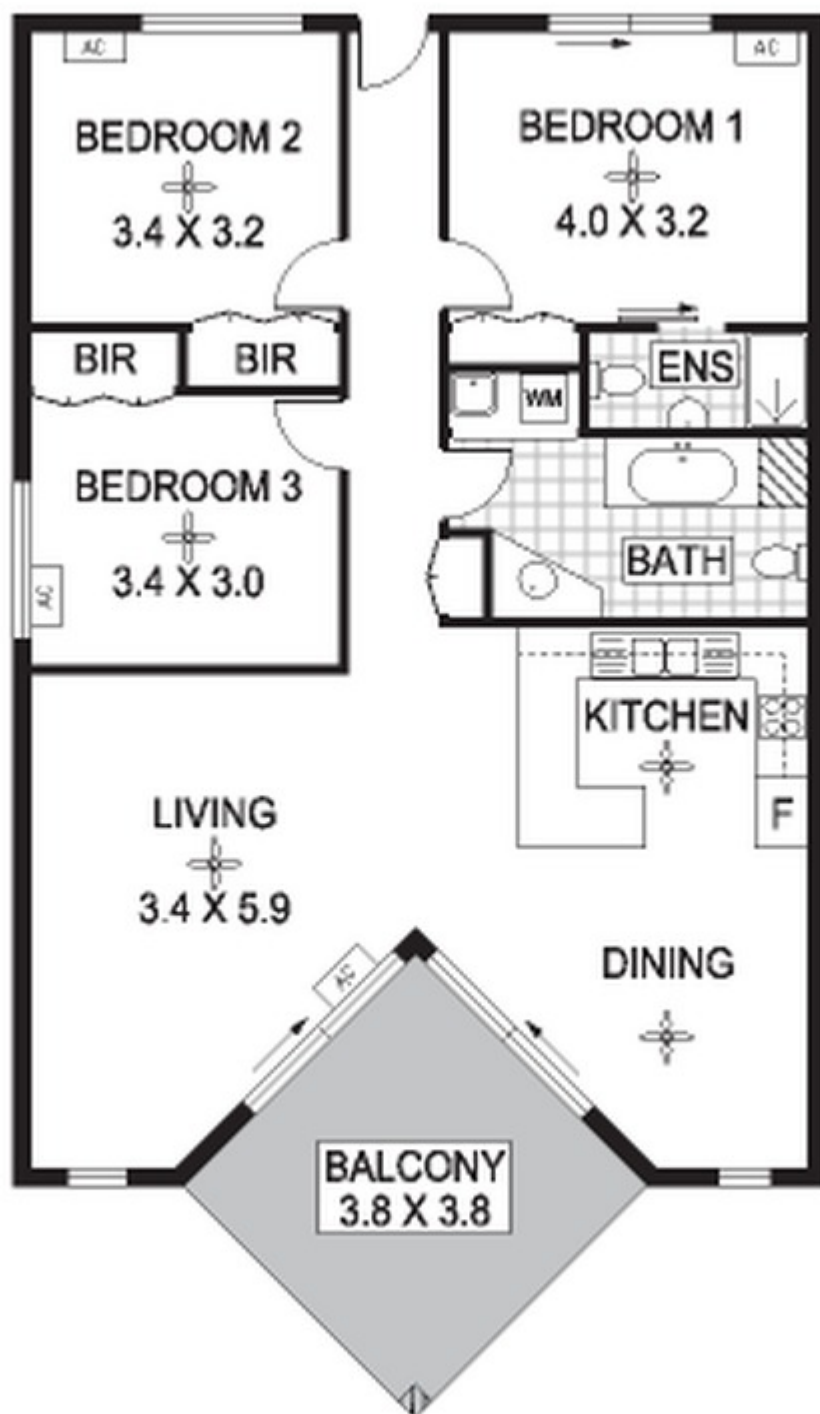 AC
AC
BEDROOM 2
3.4 X 3.2
BEDROOM 1
4.0 X 3.2
BIR
BIR
ENS
WM
BEDROOM 3
3.4 X 3.0
AC
BATH
KITCHEN
F
LIVING
3.4 X 5.9
AC
DINING
BALCONY
3.8 X 3.8